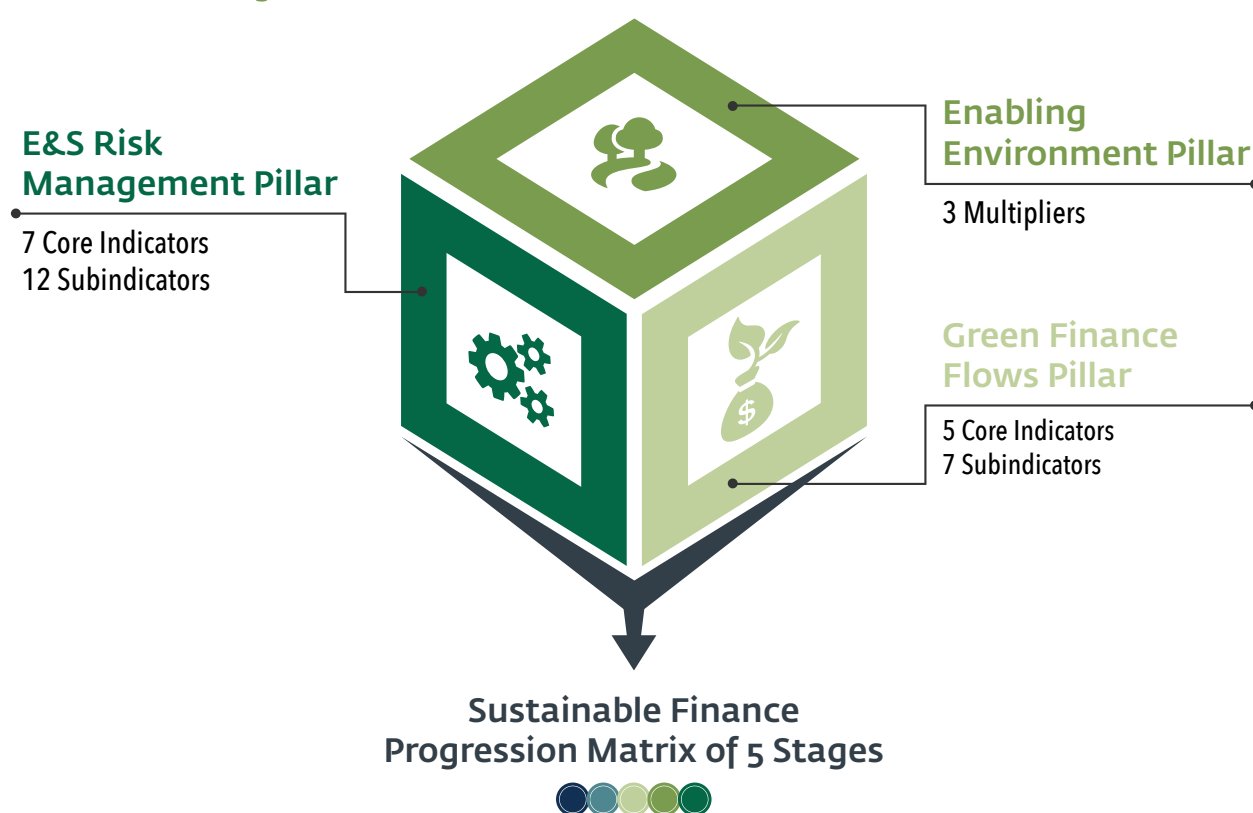 E&S Risk
Management Pillar
7 Core Indicators
12 Subindicators
Enabling
Environment Pillar
3 Multipliers
Green Finance
Flows Pillar
5 Core Indicators
7 Subindicators
$
Sustainable Finance
Progression Matrix of 5 Stages